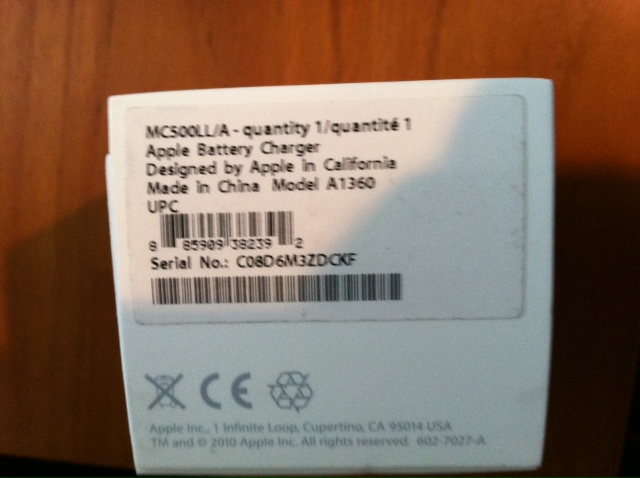 MC500LL/A - quantity 1/quantité 1
Apple Battery Charger
Designed by Apple in California
Made in China Model A1360
UPC
8 85909 38239 2
Serial No.: C08D6M3ZDCKF
CE
Apple Inc., 1 Infinite Loop, Cupertino, CA 95014 USA
TM and © 2010 Apple Inc. All rights reserved. 602-7027-A